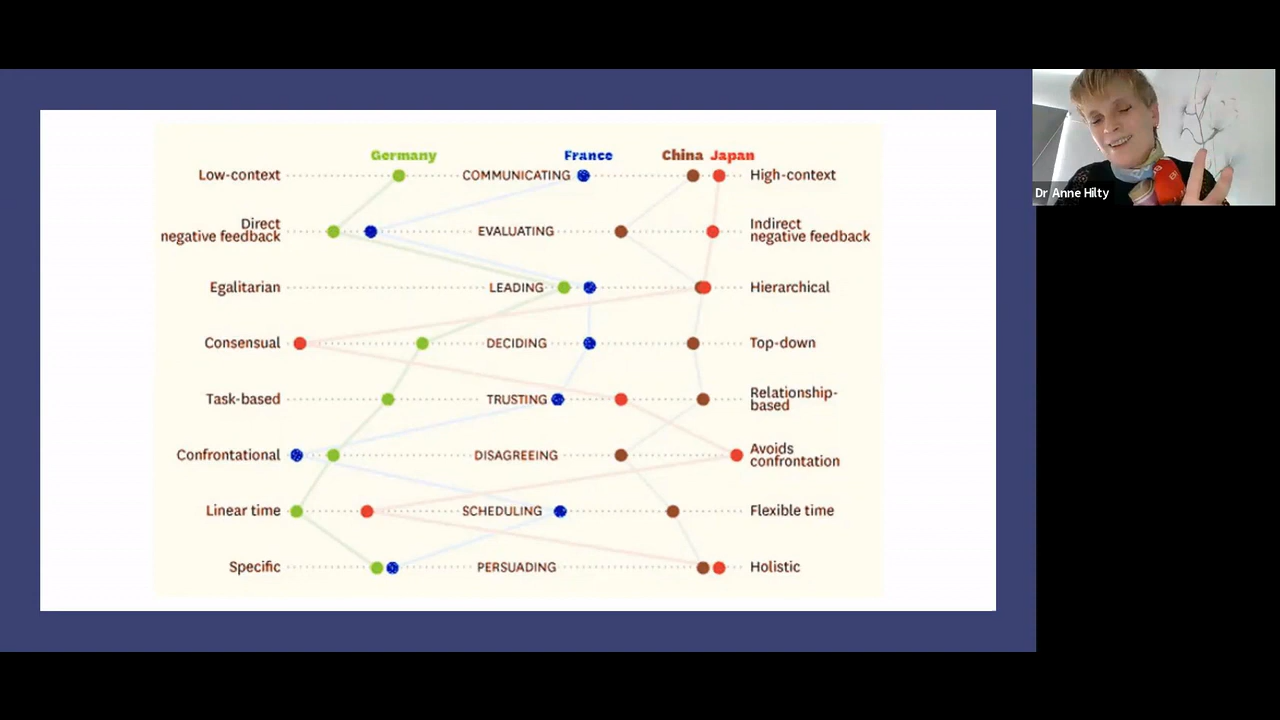 Germany France China Japan
Low-context COMMUNICATING High-context
Direct
negative feedback EVALUATING Indirect
negative feedback
Egalitarian LEADING Hierarchical
Consensual DECIDING Top-down
Task-based TRUSTING Relationship-
based
Confrontational DISAGREEING Avoids
confrontation
Linear time SCHEDULING Flexible time
Specific PERSUADING Holistic
Dr Anne Hilty